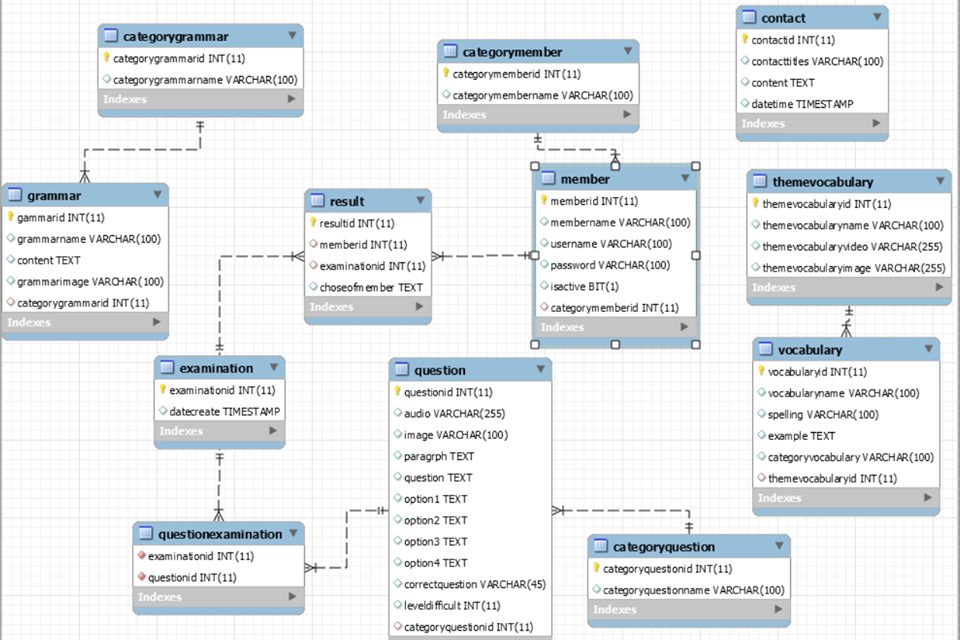 categorygrammar
categorygrammarid INT(11)
categorygrammarname VARCHAR(100)
Indexes
categorymember
categorymemberid INT(11)
categorymembername VARCHAR(100)
Indexes
contact
contactid INT(11)
contacttitles VARCHAR(100)
content TEXT
datetime TIMESTAMP
Indexes
grammar
gammarid INT(11)
grammarname VARCHAR(100)
content TEXT
grammarimage VARCHAR(100)
categorygrammarid INT(11)
Indexes
result
resultid INT(11)
memberid INT(11)
examinationid INT(11)
choseofmember TEXT
Indexes
member
memberid INT(11)
membername VARCHAR(100)
username VARCHAR(100)
password VARCHAR(100)
isactive BIT(1)
categorymemberid INT(11)
Indexes
themevocabulary
themevocabularyid INT(11)
themevocabularyname VARCHAR(100)
themevocabularyvideo VARCHAR(255)
themevocabularyimage VARCHAR(255)
Indexes
examination
examinationid INT(11)
datecreate TIMESTAMP
Indexes
question
questionid INT(11)
audio VARCHAR(255)
image VARCHAR(100)
paragrph TEXT
question TEXT
option1 TEXT
option2 TEXT
option3 TEXT
option4 TEXT
correctquestion VARCHAR(45)
leveldifficult INT(11)
categoryquestionid INT(11)
vocabulary
vocabularyid INT(11)
vocabularyname VARCHAR(100)
spelling VARCHAR(100)
example TEXT
categoryvocabulary VARCHAR(100)
themevocabularyid INT(11)
Indexes
questionexamination
examinationid INT(11)
questionid INT(11)
Indexes
categoryquestion
categoryquestionid INT(11)
categoryquestionname VARCHAR(100)
Indexes